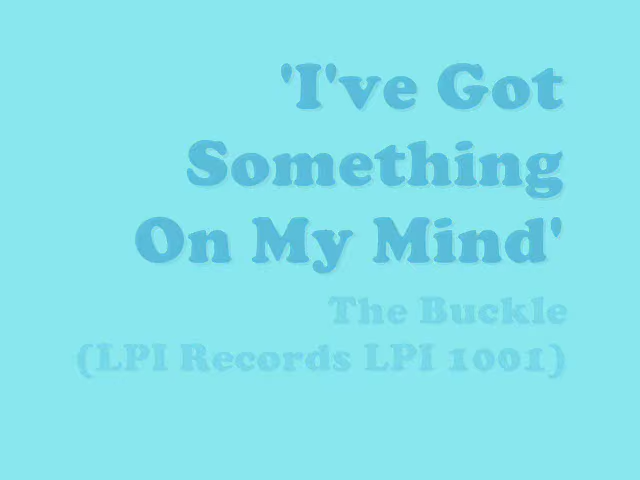 'I've Got
Something
On My Mind'
The Buckle
(LPI Records LPI 1001)